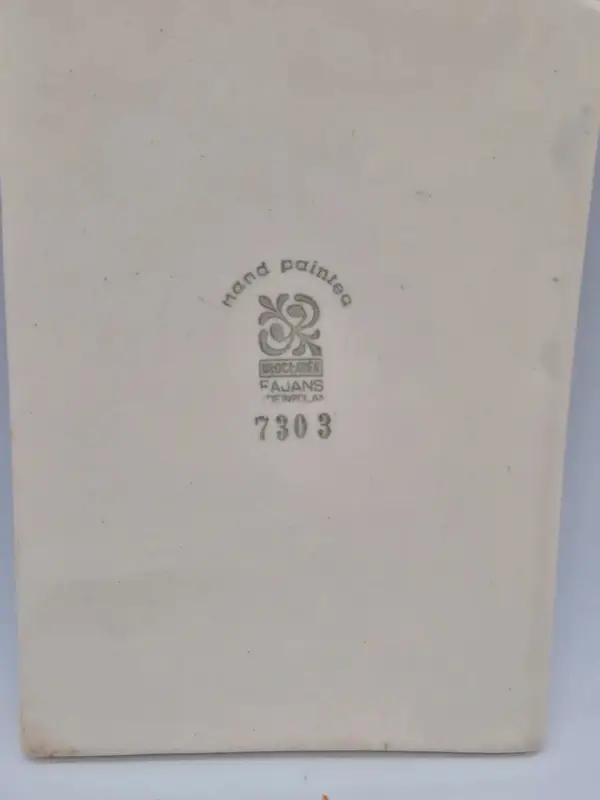 Hand painted
WŁOCŁAWEK
FAJANS
7303